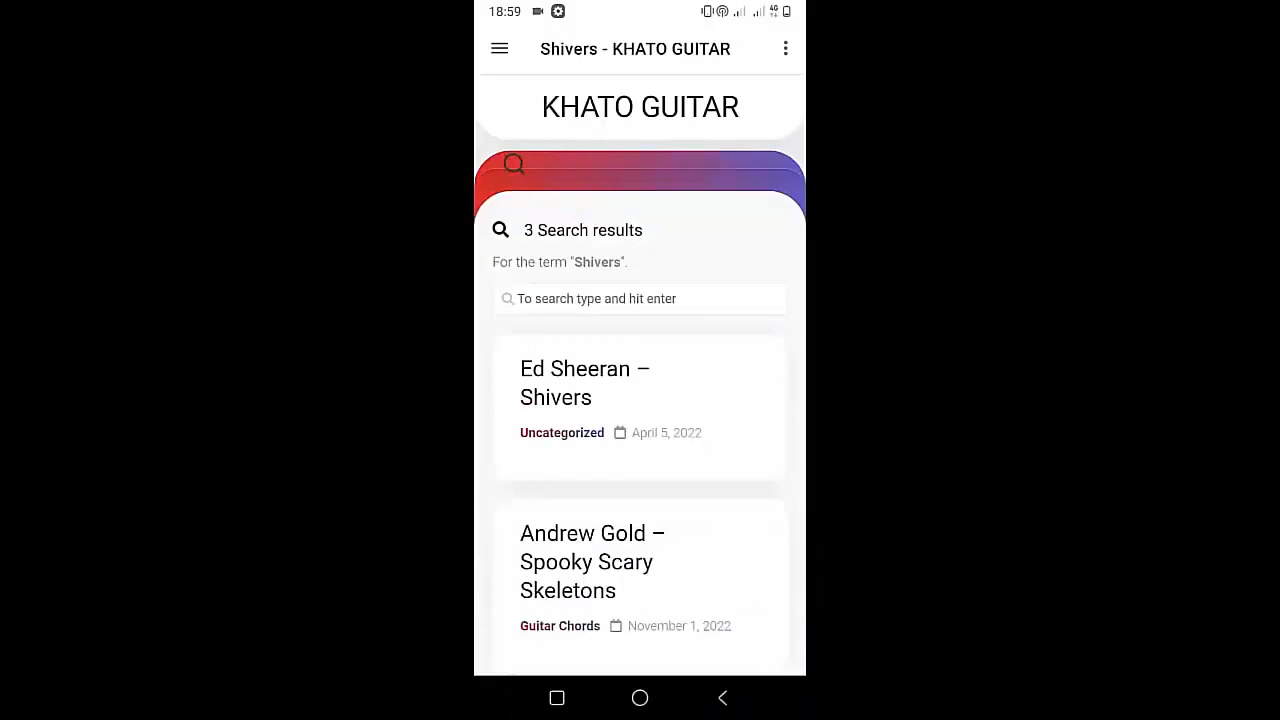 18:59
4G
Shivers - KHATO GUITAR
KHATO GUITAR
3 Search results
For the term "Shivers".
To search type and hit enter
Ed Sheeran –
Shivers
Uncategorized April 5, 2022
Andrew Gold –
Spooky Scary
Skeletons
Guitar Chords November 1, 2022